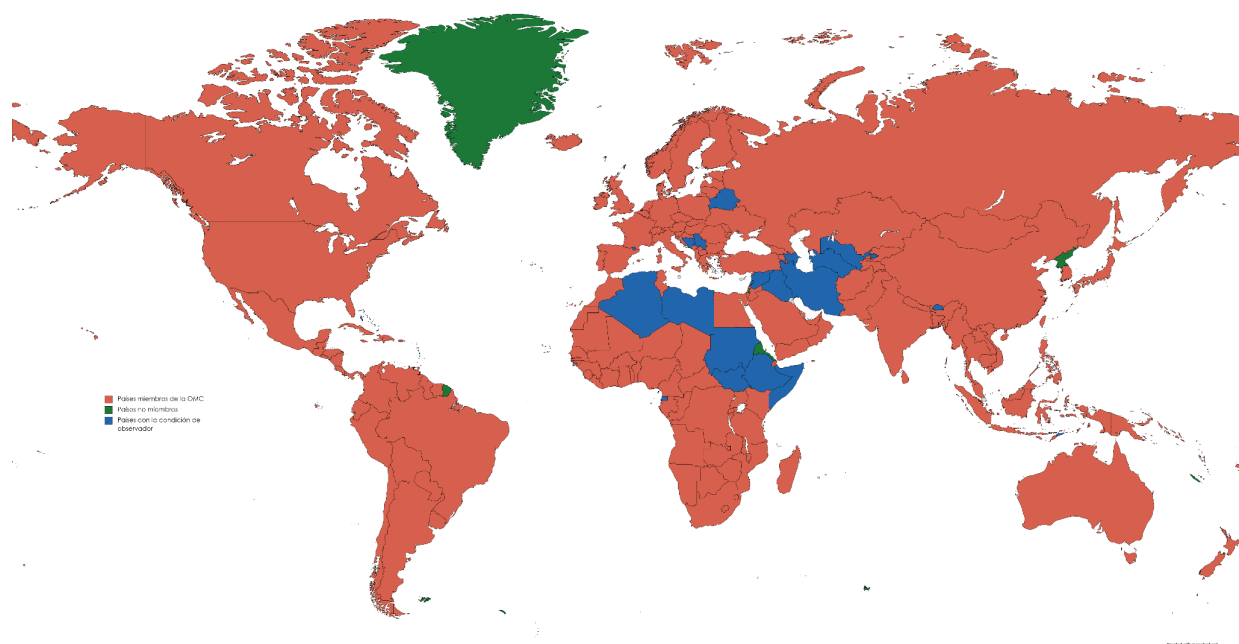 Países miembros de la OMC
Países no miembros
Países con la condición de
observador